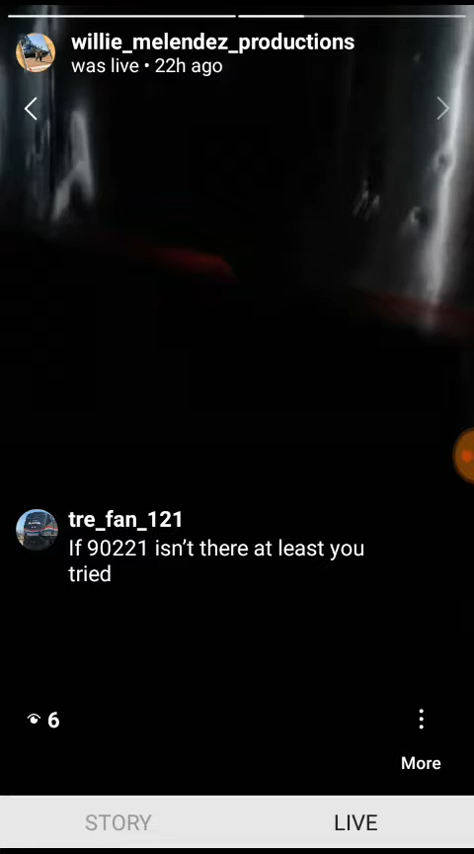 willie_melendez_productions
was live • 22h ago
tre_fan_121
If 90221 isn't there at least you
tried
6
More
STORY
LIVE